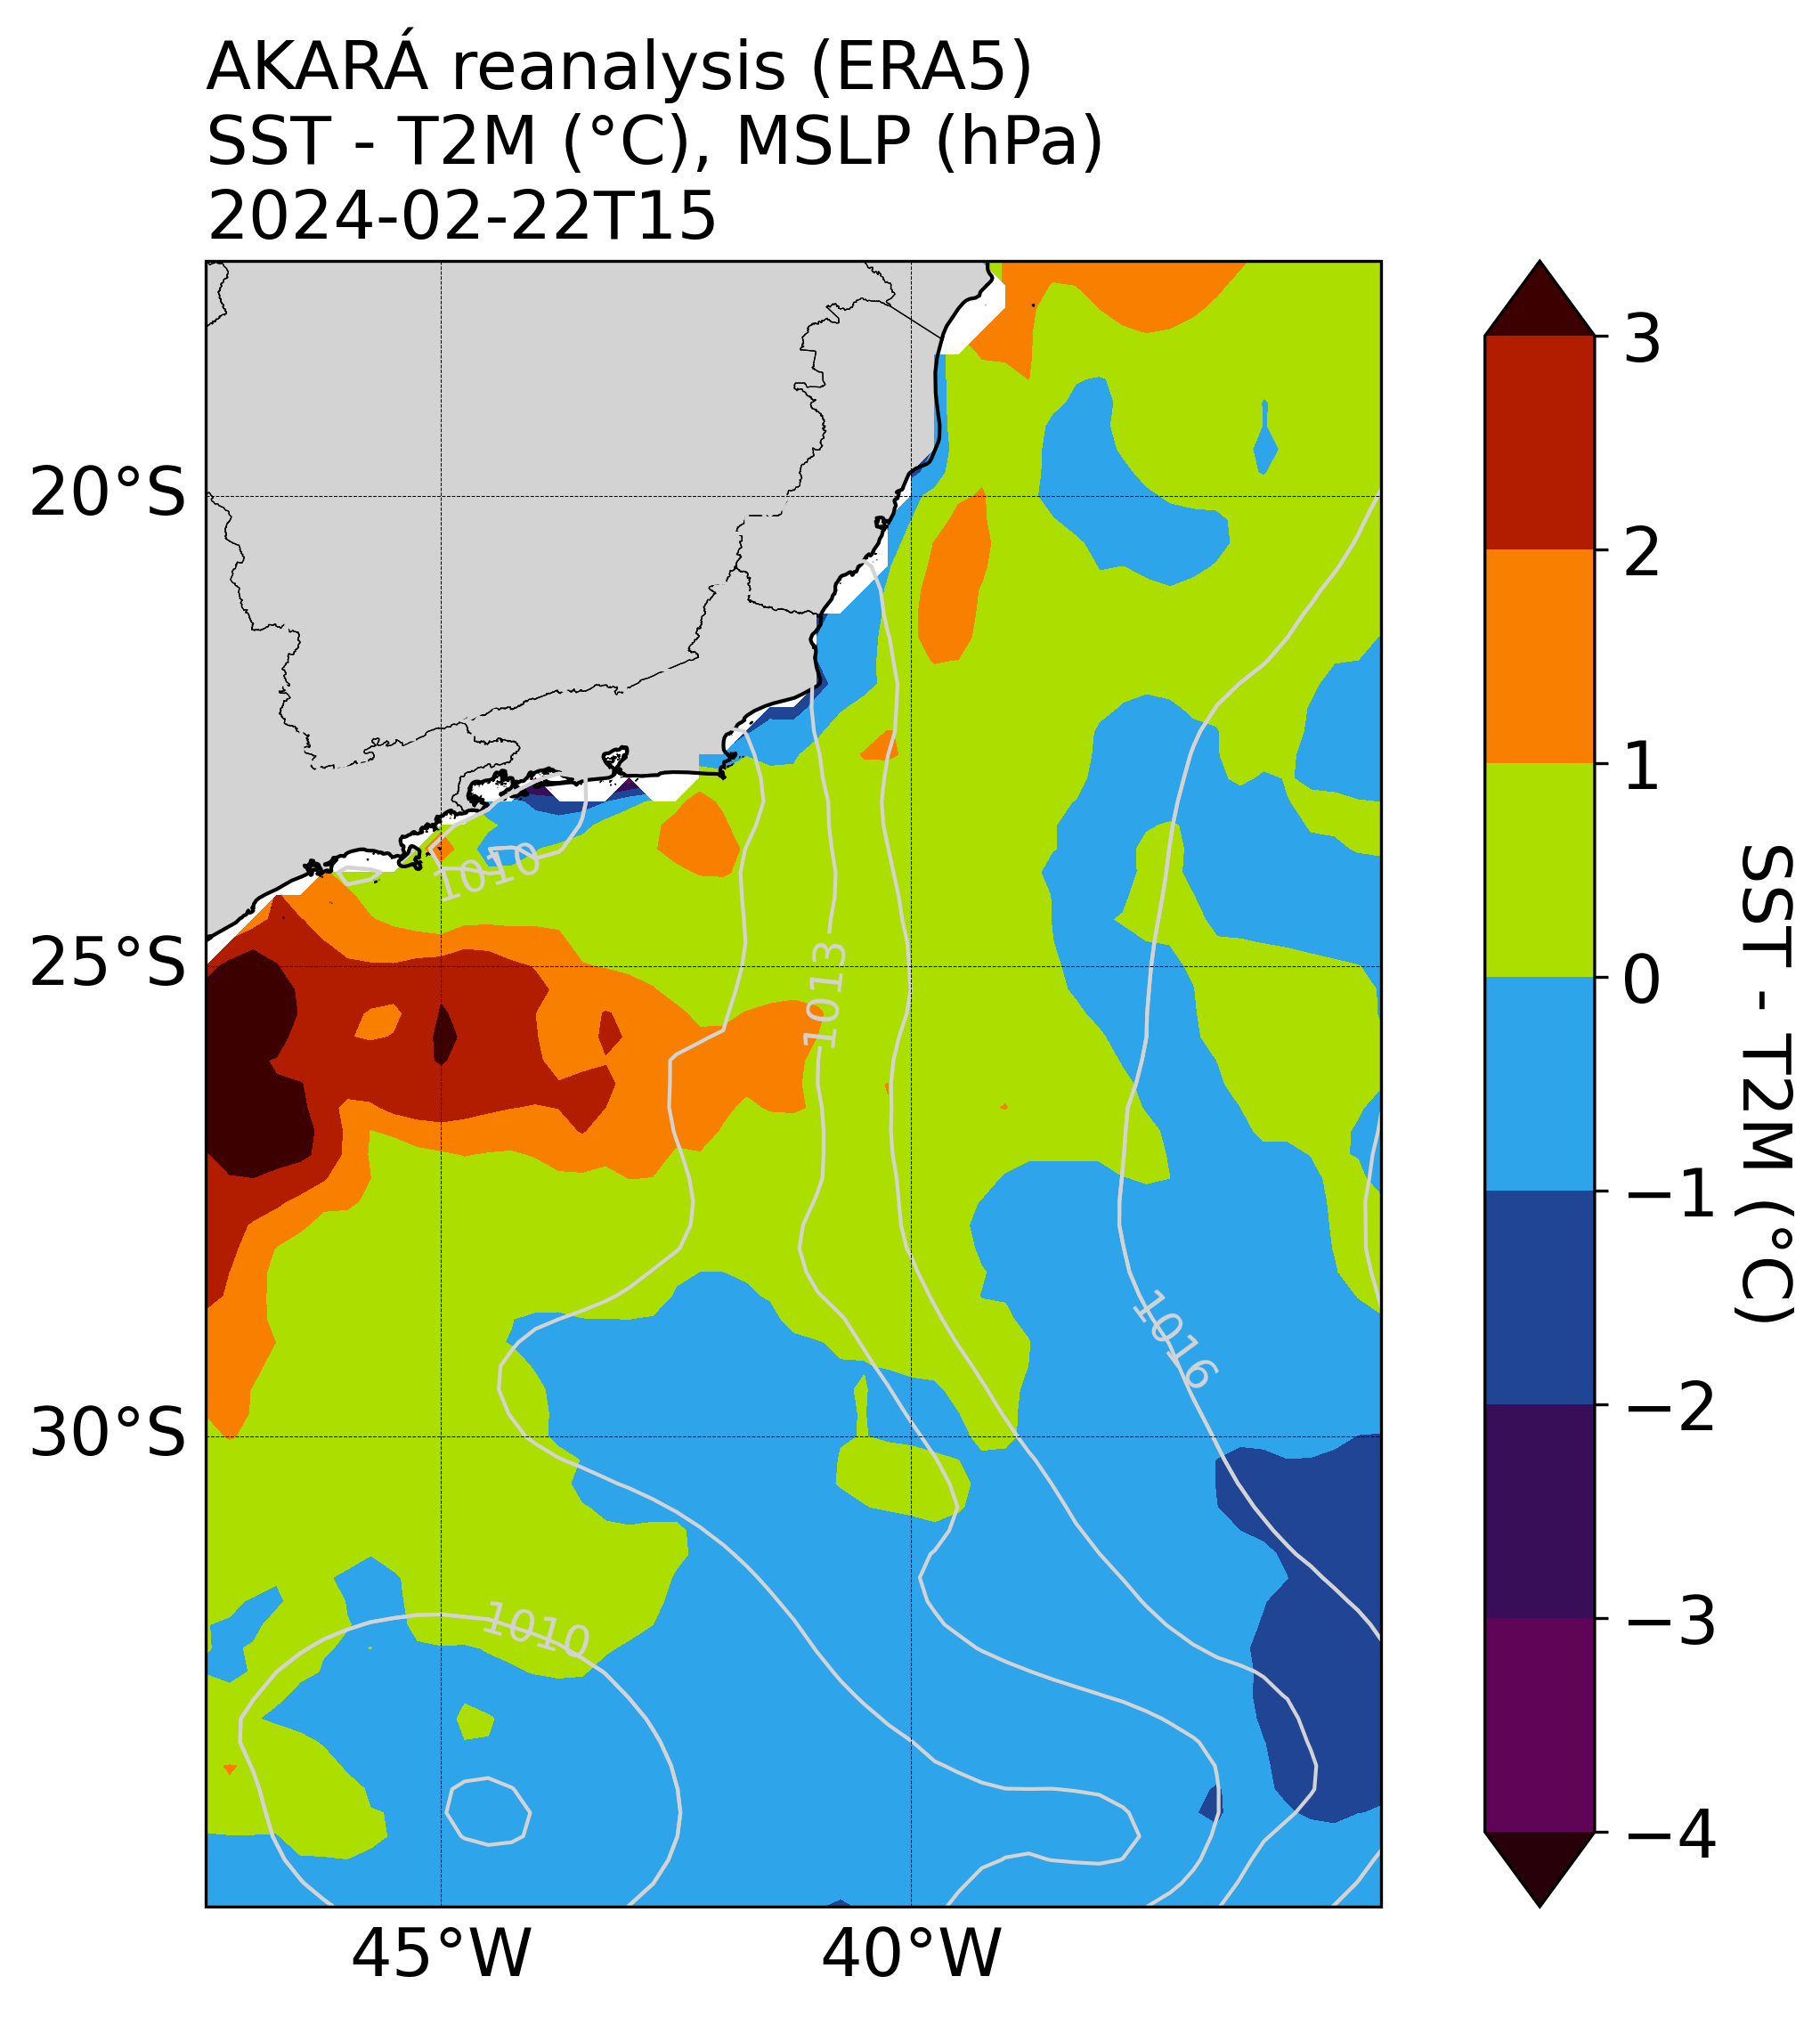 AKARÁ reanalysis (ERA5)
SST - T2M (°C), MSLP (hPa)
2024-02-22T15
20°S
25°S
30°S
45°W
40°W
1010
1013
1016
1010
3
2
1
0
−1
−2
−3
−4
SST - T2M (°C)